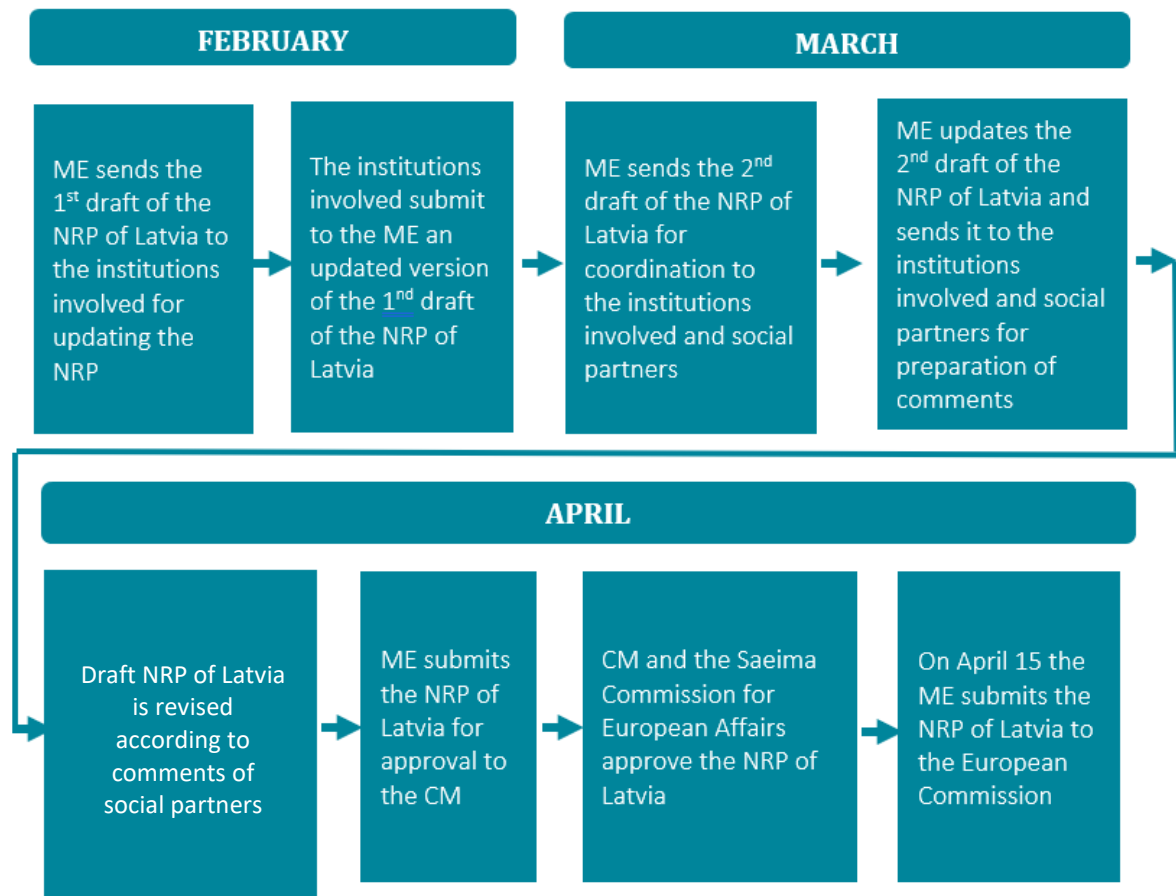 FEBRUARY
MARCH
ME sends the
1st draft of the
NRP of Latvia to
the institutions
involved for
updating the
NRP
The institutions
involved submit
to the ME an
updated version
of the 1nd draft
of the NRP of
Latvia
ME sends the 2nd
draft of the NRP of
Latvia for
coordination to
the institutions
involved and social
partners
ME updates the
2nd draft of the
NRP of Latvia and
sends it to the
institutions
involved and social
partners for
preparation of
comments
APRIL
Draft NRP of Latvia
is revised
according to
comments of
social partners
ME submits
the NRP of
Latvia for
approval to
the CM
CM and the Saeima
Commission for
European Affairs
approve the NRP of
Latvia
On April 15 the
ME submits the
NRP of Latvia to
the European
Commission